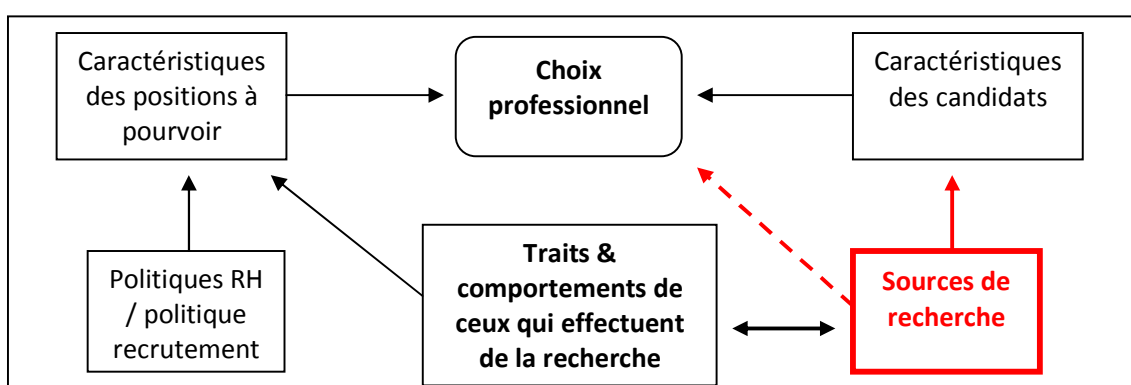 Caractéristiques
des positions à
pourvoir
Choix
professionnel
Caractéristiques
des candidats
Politiques RH
/ politique
recrutement
Traits &
comportements de
ceux qui effectuent
de la recherche
Sources de
recherche